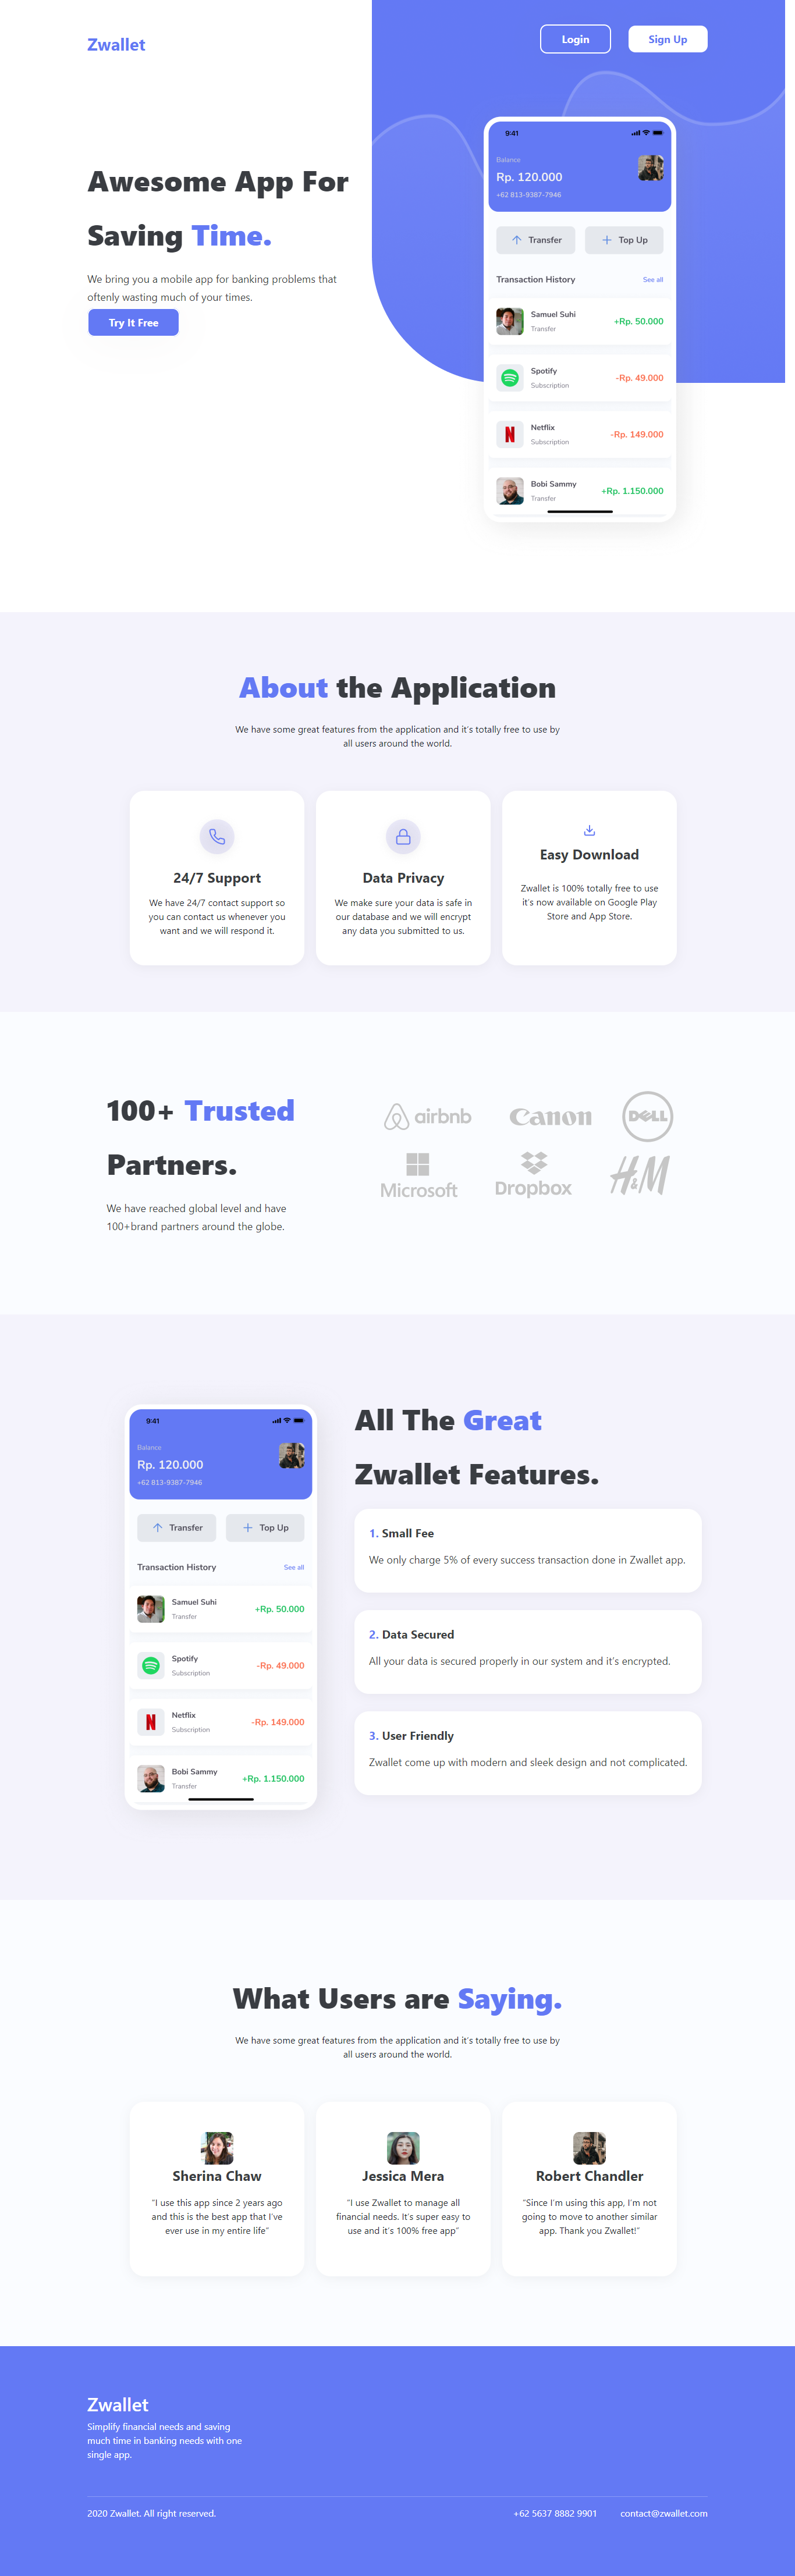 Zwallet
Login
Sign Up
Awesome App For
Saving Time.
We bring you a mobile app for banking problems that
oftenly wasting much of your times.
Try It Free
9:41
Balance
Rp. 120.000
+62 813-9387-7946
Transfer
Top Up
Transaction History
See all
Samuel Suhi
Transfer
+Rp. 50.000
Spotify
Subscription
-Rp. 49.000
Netflix
Subscription
-Rp. 149.000
Bobi Sammy
Transfer
+Rp. 1.150.000
About the Application
We have some great features from the application and it's totally free to use by
all users around the world.
24/7 Support
We have 24/7 contact support so
you can contact us whenever you
want and we will respond it.
Data Privacy
We make sure your data is safe in
our database and we will encrypt
any data you submitted to us.
Easy Download
Zwallet is 100% totally free to use
it's now available on Google Play
Store and App Store.
100+ Trusted
Partners.
We have reached global level and have
100+brand partners around the globe.
airbnb
Canon
DELL
Microsoft
Dropbox
H&M
9:41
Balance
Rp. 120.000
+62 813-9387-7946
Transfer
Top Up
Transaction History
See all
Samuel Suhi
Transfer
+Rp. 50.000
Spotify
Subscription
-Rp. 49.000
Netflix
Subscription
-Rp. 149.000
Bobi Sammy
Transfer
+Rp. 1.150.000
All The Great
Zwallet Features.
1. Small Fee
We only charge 5% of every success transaction done in Zwallet app.
2. Data Secured
All your data is secured properly in our system and it's encrypted.
3. User Friendly
Zwallet come up with modern and sleek design and not complicated.
What Users are Saying.
We have some great features from the application and it's totally free to use by
all users around the world.
Sherina Chaw
"I use this app since 2 years ago
and this is the best app that I've
ever use in my entire life"
Jessica Mera
"I use Zwallet to manage all
financial needs. It's super easy to
use and it's 100% free app"
Robert Chandler
"Since I'm using this app, I'm not
going to move to another similar
app. Thank you Zwallet!"
Zwallet
Simplify financial needs and saving
much time in banking needs with one
single app.
2020 Zwallet. All right reserved.
+62 5637 8882 9901
contact@zwallet.com